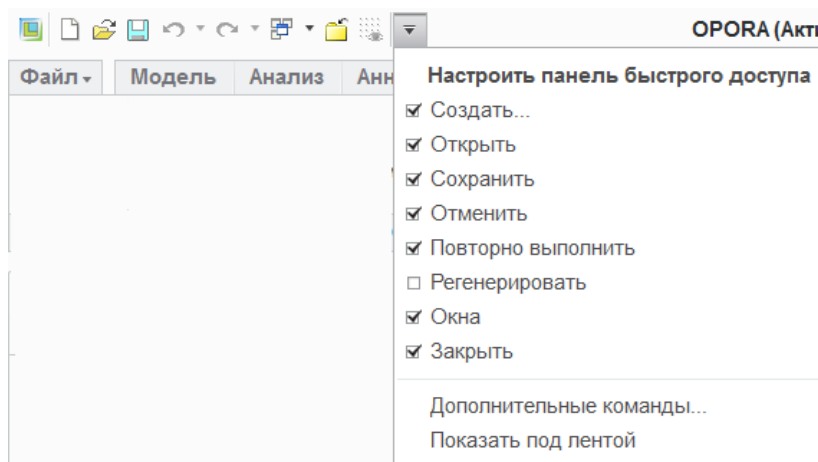 OPORA (Акти
Файл Модель Анализ Анн
Настроить панель быстрого доступа
Создать...
Открыть
Сохранить
Отменить
Повторно выполнить
Регенерировать
Окна
Закрыть
Дополнительные команды...
Показать под лентой